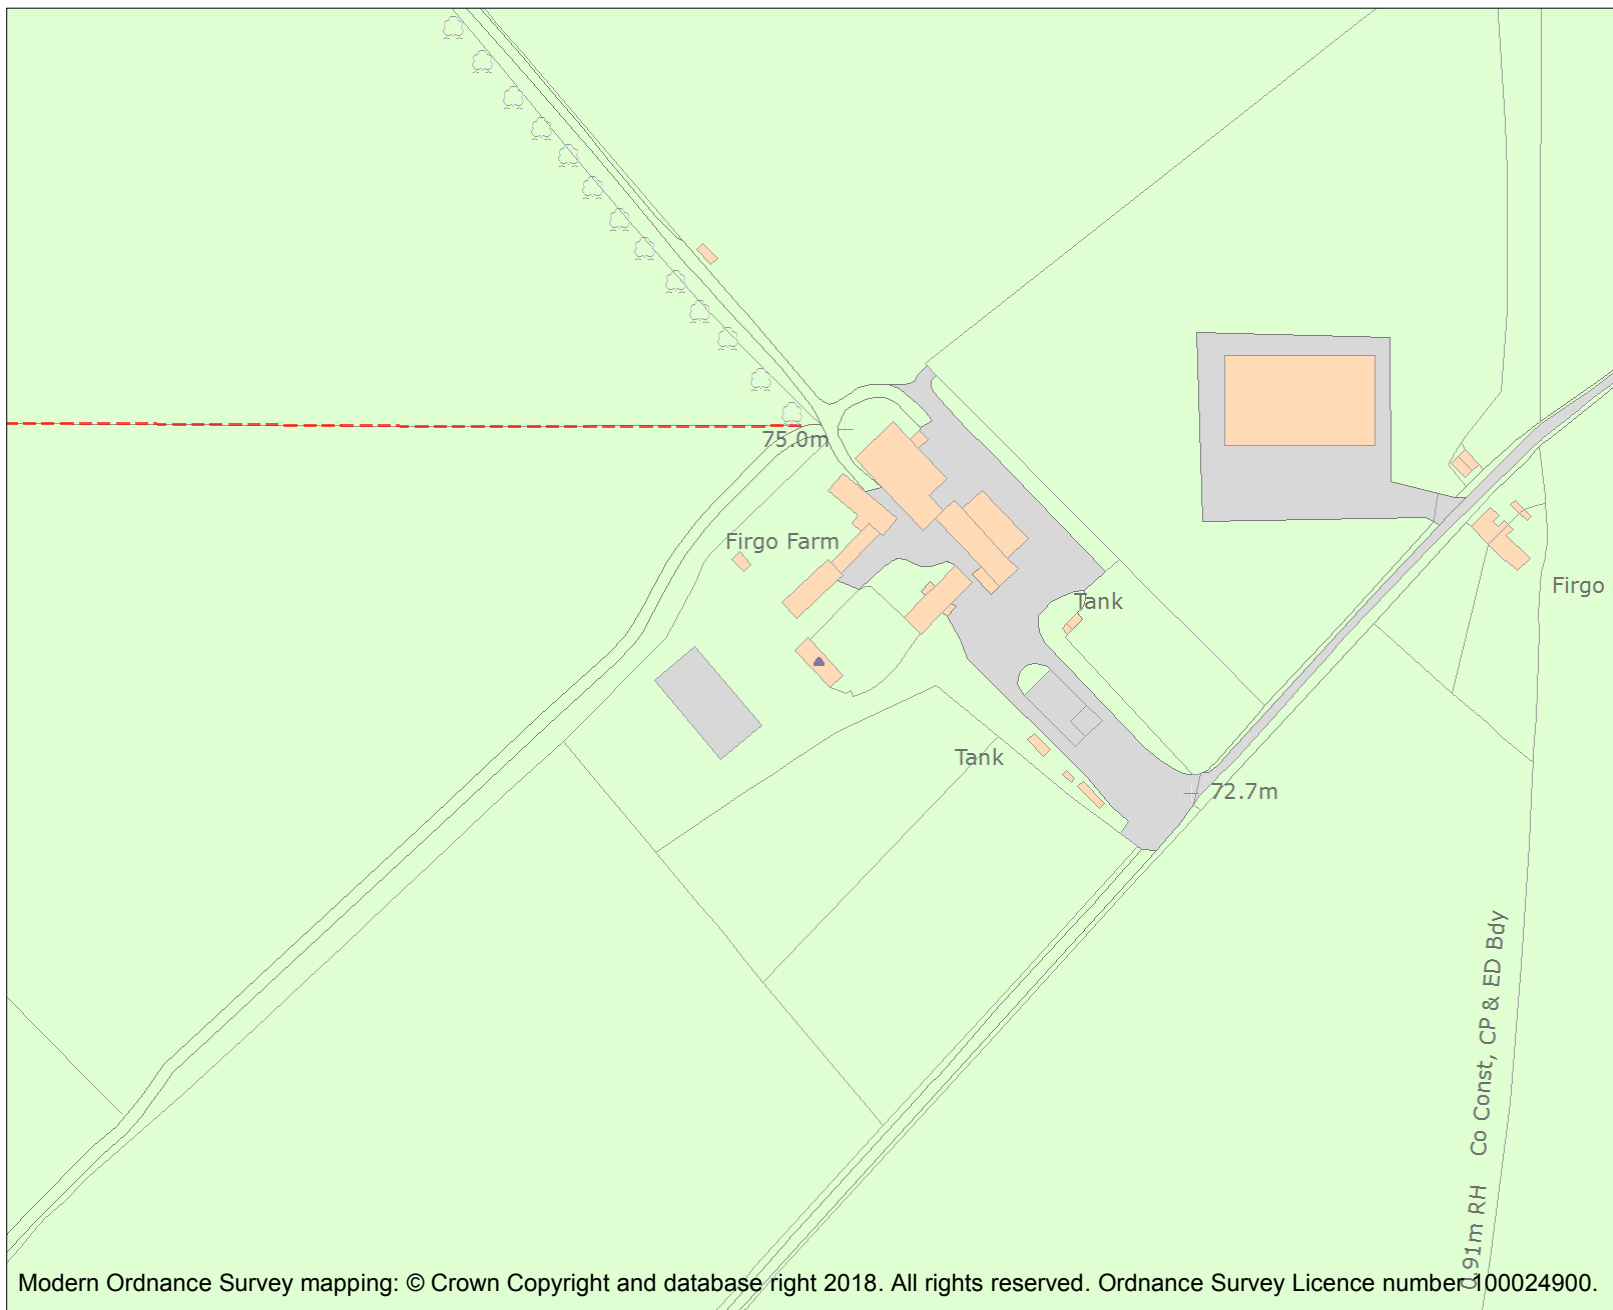 75.0m
Firgo Farm
Firgo
Tank
Tank
72.7m
0.91m RH Co Const, CP & ED Bdy
Modern Ordnance Survey mapping: © Crown Copyright and database right 2018. All rights reserved. Ordnance Survey Licence number 100024900.